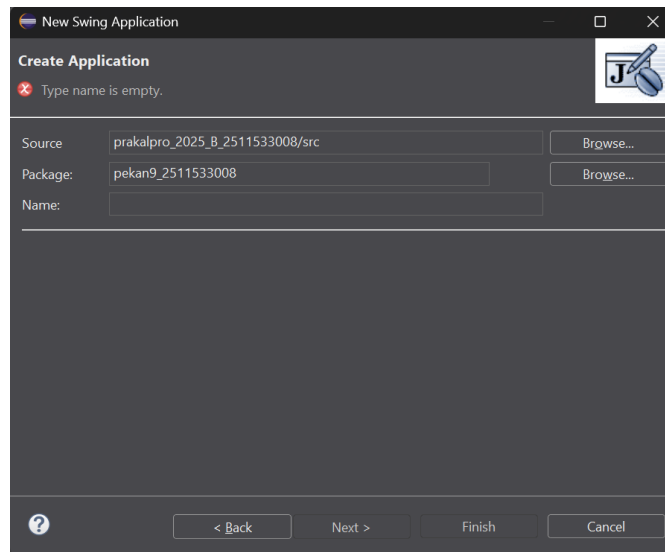 New Swing Application
Create Application
Type name is empty.
Source prakalpro_2025_B_2511533008/src Browse...
Package: pekan9_2511533008 Browse...
Name:
? < Back Next > Finish Cancel